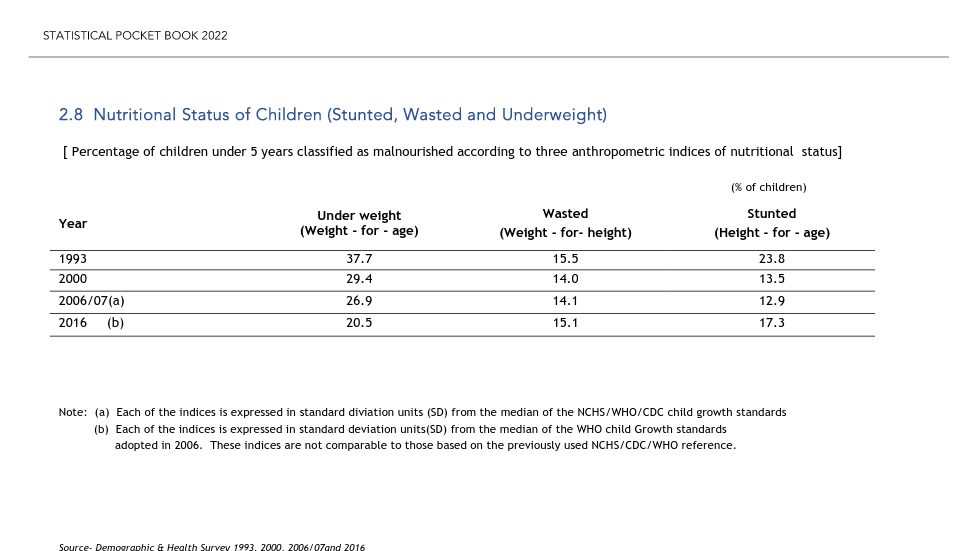 STATISTICAL POCKET BOOK 2022
2.8 Nutritional Status of Children (Stunted, Wasted and Underweight)
[ Percentage of children under 5 years classified as malnourished according to three anthropometric indices of nutritional status]
(% of children)
Year Under weight (Weight - for - age) Wasted (Weight - for- height) Stunted (Height - for - age)
1993 37.7 15.5 23.8
2000 29.4 14.0 13.5
2006/07(a) 26.9 14.1 12.9
2016 (b) 20.5 15.1 17.3
Note: (a) Each of the indices is expressed in standard diviation units (SD) from the median of the NCHS/WHO/CDC child growth standards
(b) Each of the indices is expressed in standard deviation units(SD) from the median of the WHO child Growth standards
adopted in 2006. These indices are not comparable to those based on the previously used NCHS/CDC/WHO reference.
Source- Demographic & Health Survey 1993, 2000, 2006/07and 2016